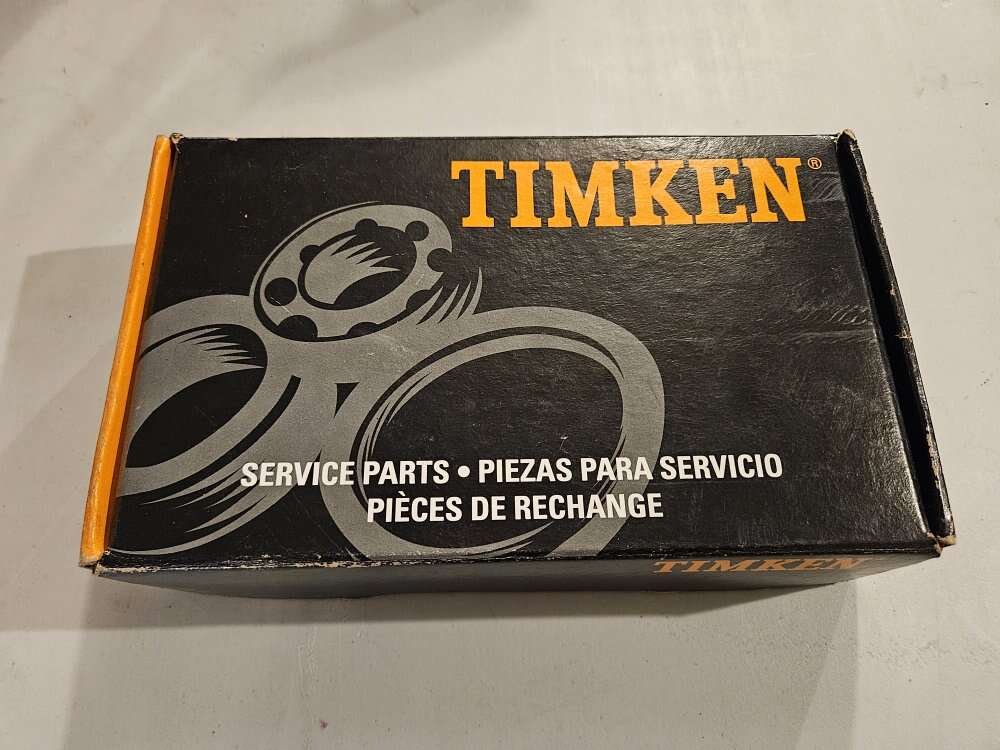 TIMKEN®
SERVICE PARTS • PIEZAS PARA SERVICIO
PIÈCES DE RECHANGE
TIMKEN